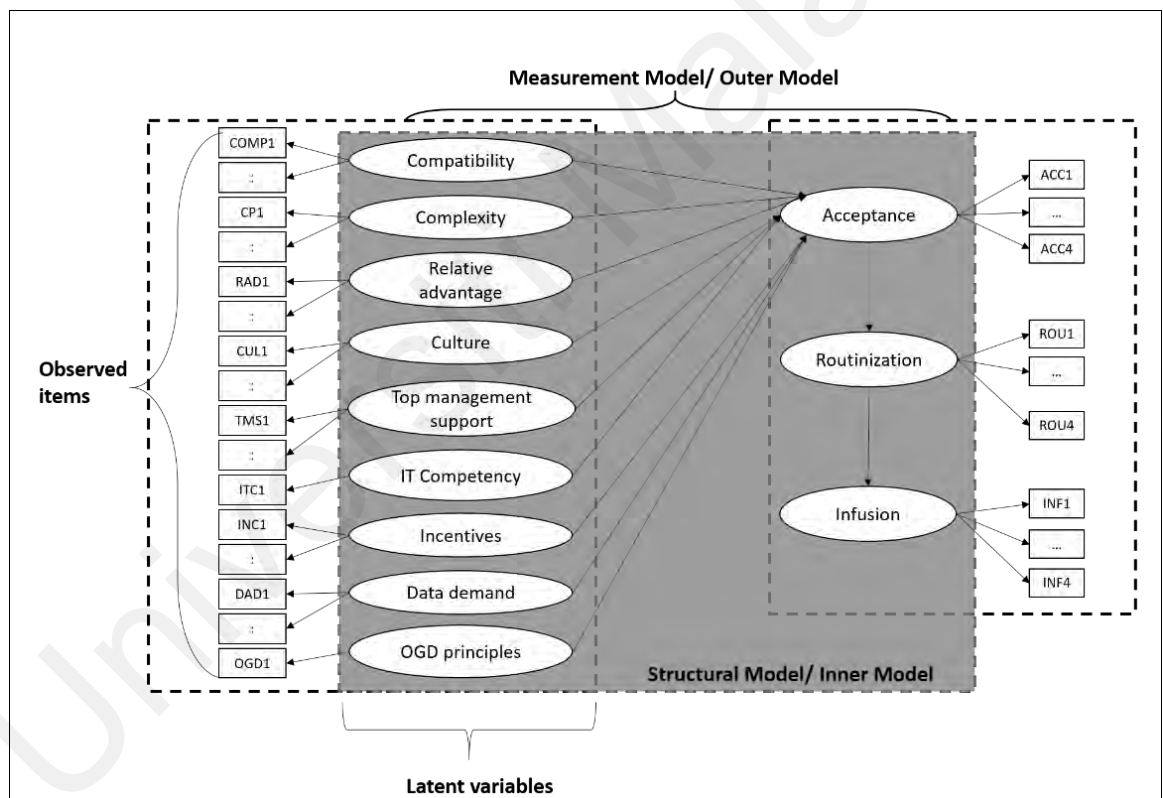 Measurement Model/ Outer Model
COMP1
::
CP1
::
RAD1
::
CUL1
::
TMS1
::
ITC1
INC1
::
DAD1
::
OGD1
Observed
items
Compatibility
Complexity
Relative
advantage
Culture
Top management
support
IT Competency
Incentives
Data demand
OGD principles
Acceptance
Routinization
Infusion
ACC1
...
ACC4
ROU1
...
ROU4
INF1
...
INF4
Structural Model/ Inner Model
Latent variables